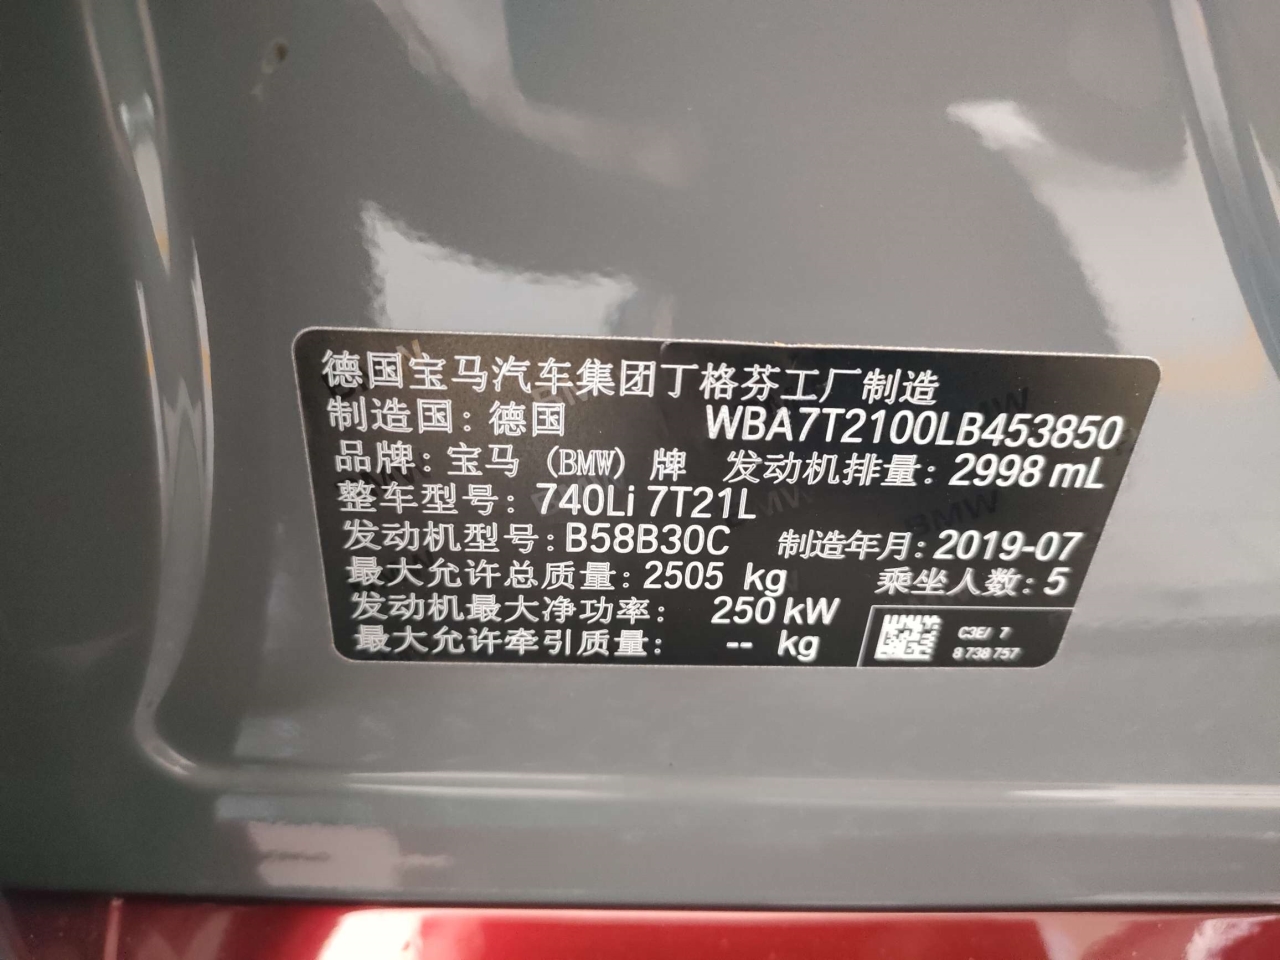 德国宝马汽车集团丁格芬工厂制造
制造国: 德国 WBA7T2100LB453850
品牌: 宝马 (BMW) 牌 发动机排量: 2998 mL
整车型号: 740Li 7T21L
发动机型号: B58B30C 制造年月: 2019-07
最大允许总质量: 2505 kg 乘坐人数: 5
发动机最大净功率: 250 kW
最大允许牵引质量: -- kg
C3E/ 7
8 738 757